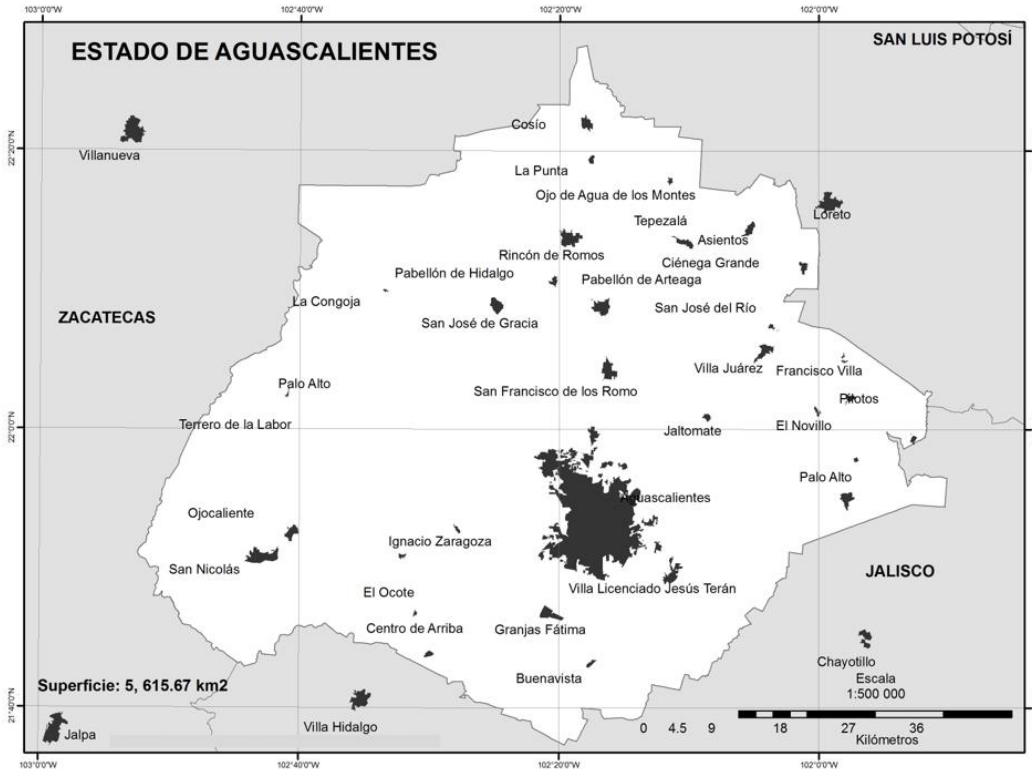 103°0'0"W
102°40'0"W
102°20'0"W
102°0'0"W
ESTADO DE AGUASCALIENTES
SAN LUIS POTOSÍ
Cosío
22°20'0"N
Villanueva
La Punta
Ojo de Agua de los Montes
Tepezalá
Loreto
Asientos
Rincón de Romos
Ciénega Grande
Pabellón de Hidalgo
Pabellón de Arteaga
La Congoja
San José del Río
ZACATECAS
San José de Gracia
Villa Juárez
Francisco Villa
Palo Alto
San Francisco de los Romo
Pilotos
Terrero de la Labor
22°0'0"N
Jaltomate
El Novillo
Palo Alto
Aguascalientes
Ojocaliente
Ignacio Zaragoza
San Nicolás
JALISCO
El Ocote
Villa Licenciado Jesús Terán
Centro de Arriba
Granjas Fátima
Chayotillo
Buenavista
Escala
1:500 000
Superficie: 5, 615.67 km2
21°40'0"N
Villa Hidalgo
Jalpa
0 4.5 9 18 27 36
Kilómetros
103°0'0"W
102°40'0"W
102°20'0"W
102°0'0"W